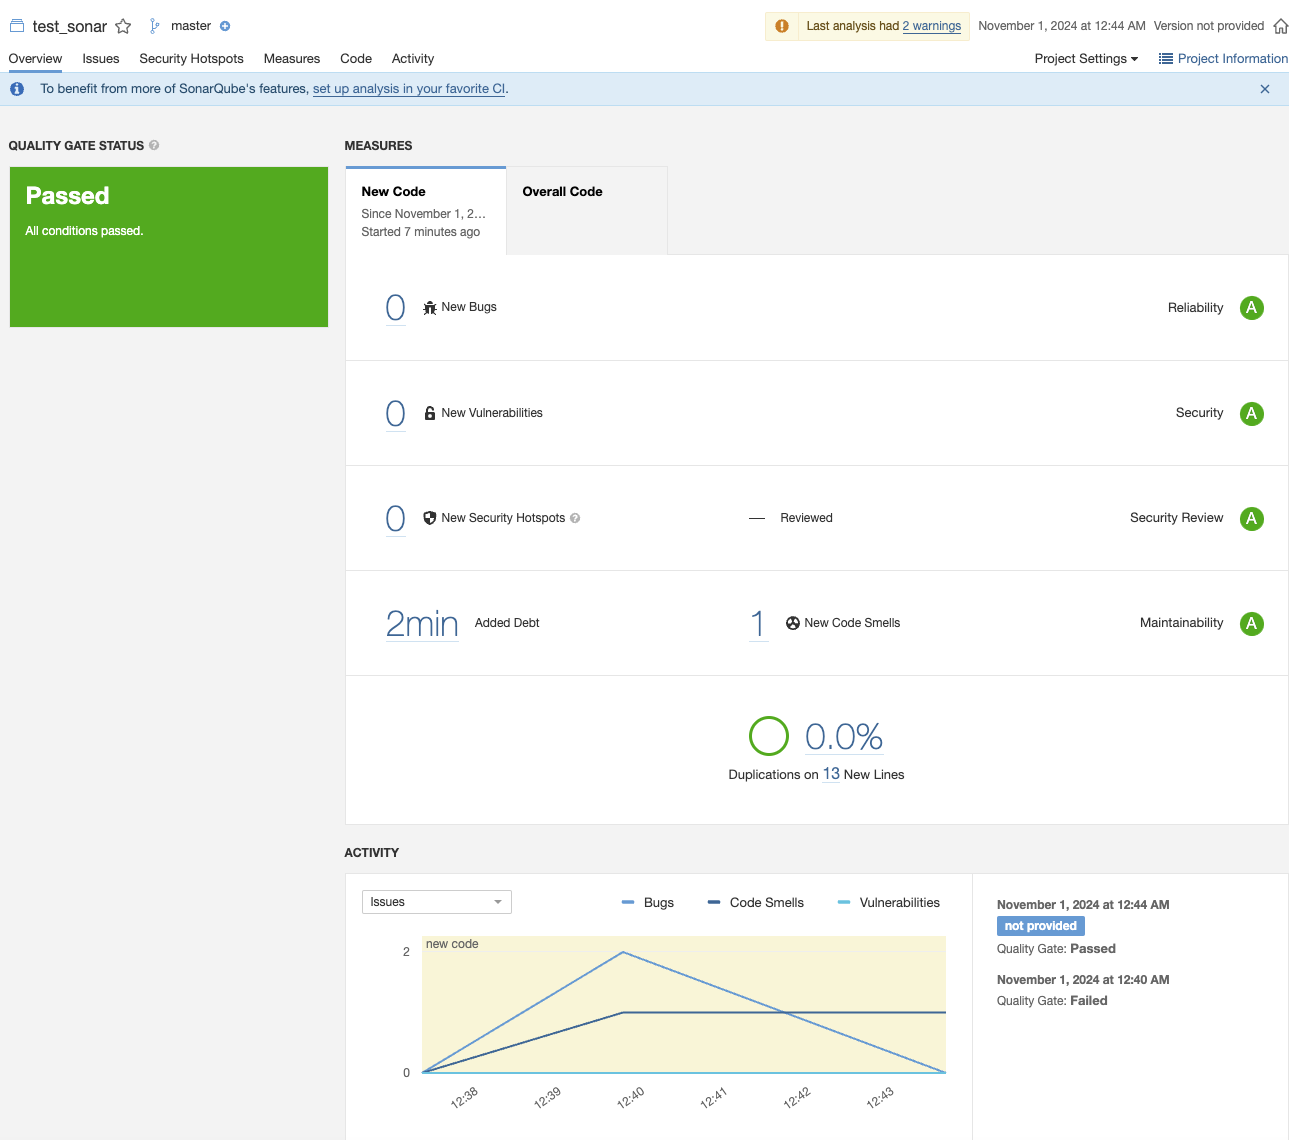 test_sonar master Last analysis had 2 warnings November 1, 2024 at 12:44 AM Version not provided
Overview Issues Security Hotspots Measures Code Activity Project Settings Project Information
To benefit from more of SonarQube's features, set up analysis in your favorite CI.
QUALITY GATE STATUS
Passed
All conditions passed.
MEASURES
New Code
Since November 1, 2...
Started 7 minutes ago
Overall Code
0 New Bugs Reliability A
0 New Vulnerabilities Security A
0 New Security Hotspots — Reviewed Security Review A
2min Added Debt 1 New Code Smells Maintainability A
0.0%
Duplications on 13 New Lines
ACTIVITY
Issues Bugs Code Smells Vulnerabilities
new code
2
0
12:38 12:39 12:40 12:41 12:42 12:43
November 1, 2024 at 12:44 AM
not provided
Quality Gate: Passed
November 1, 2024 at 12:40 AM
Quality Gate: Failed